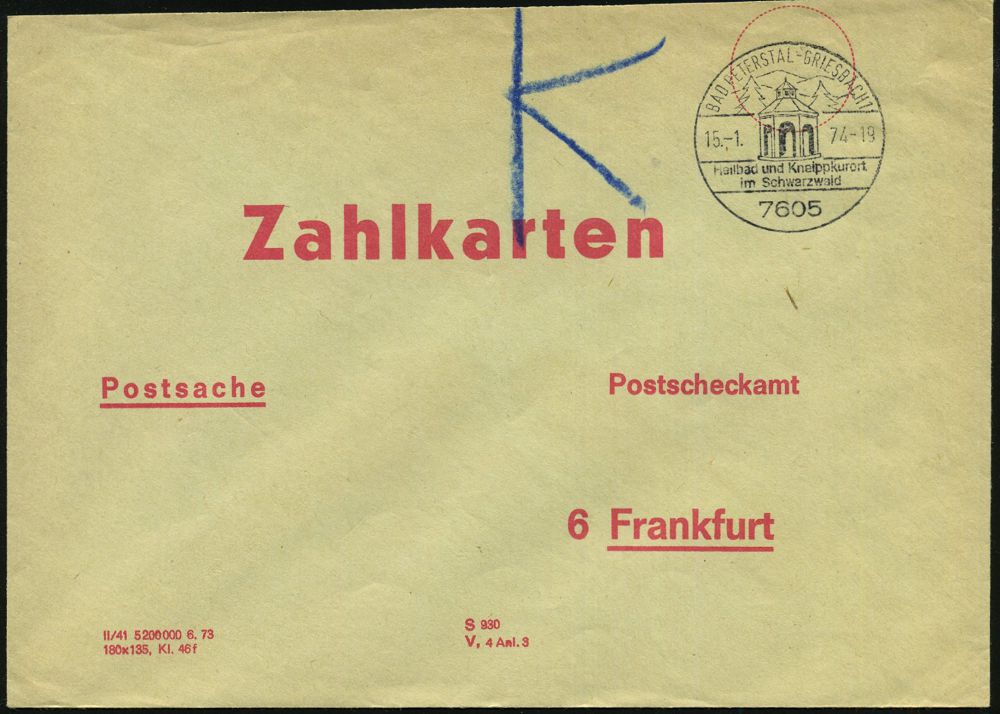 K
BAD PETERSTAL-GRIESBACH 1
15.-1. 74-19
Heilbad und Kneippkurort
im Schwarzwald
7605
Zahlkarten
Postsache
Postscheckamt
6 Frankfurt
II/41 5200000 6. 73
180x135, Kl. 46f
S 930
V, 4 Anl. 3